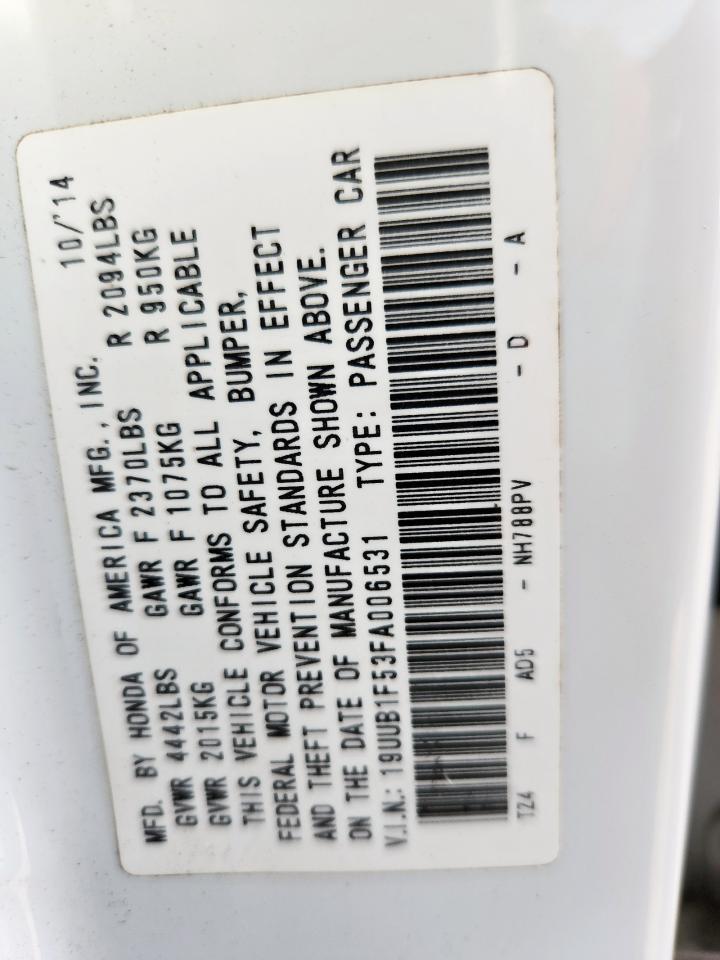 MFD. BY HONDA OF AMERICA MFG., INC. 10/'14
GVWR 4442LBS GAWR F 2370LBS R 2094LBS
GVWR 2015KG GAWR F 1075KG R 950KG
THIS VEHICLE CONFORMS TO ALL APPLICABLE
FEDERAL MOTOR VEHICLE SAFETY, BUMPER,
AND THEFT PREVENTION STANDARDS IN EFFECT
ON THE DATE OF MANUFACTURE SHOWN ABOVE.
V.I.N.: 19UUB1F53FA006531 TYPE: PASSENGER CAR
TZ4 F AD5 - NH788PV - D - A